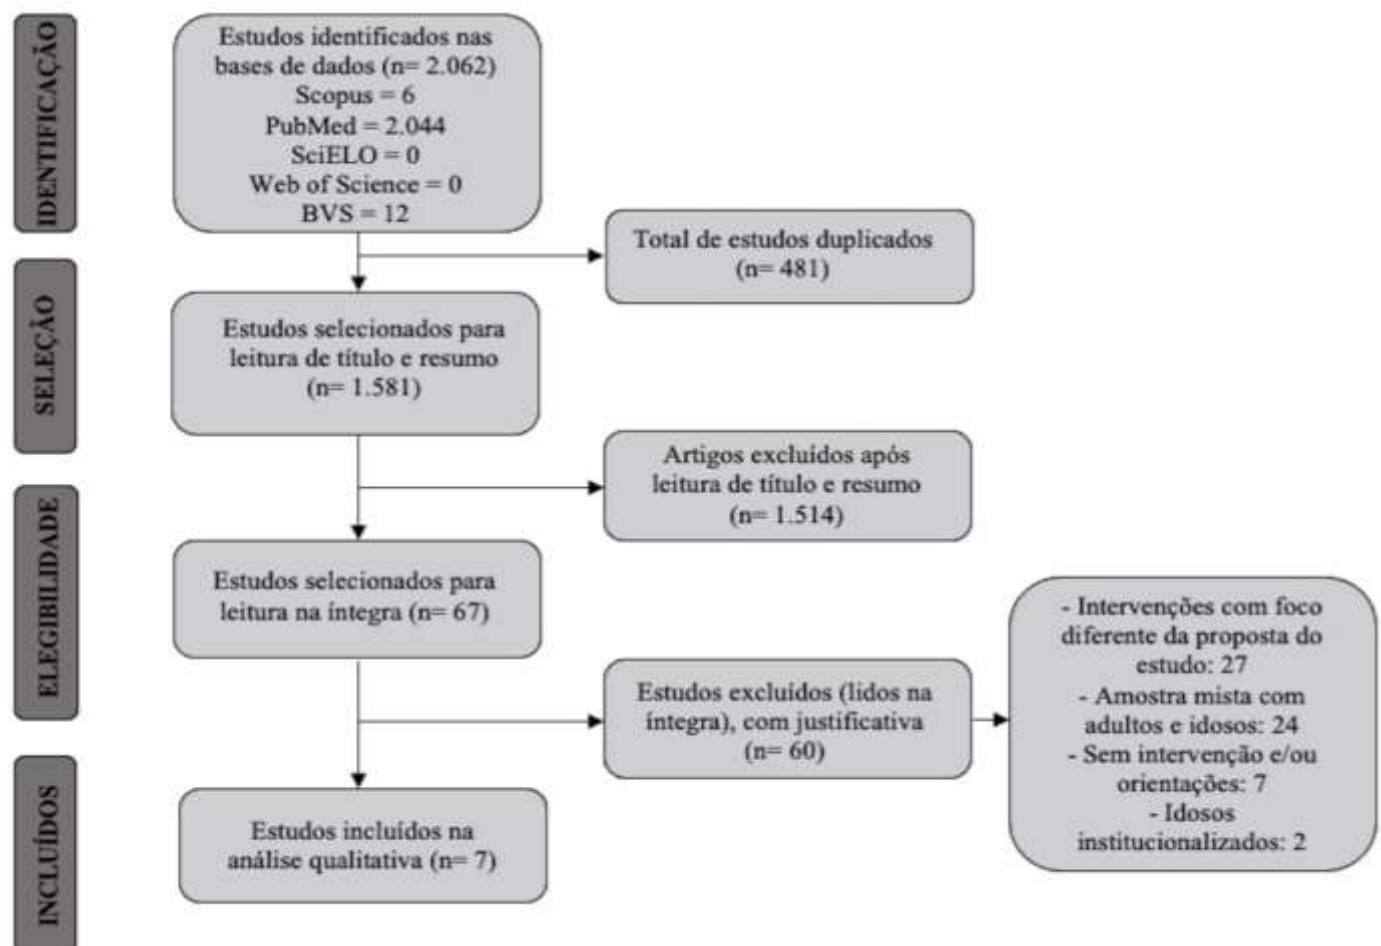 IDENTIFICAÇÃO
Estudos identificados nas
bases de dados (n= 2.062)
Scopus = 6
PubMed = 2.044
SciELO = 0
Web of Science = 0
BVS = 12
Total de estudos duplicados
(n= 481)
SELEÇÃO
Estudos selecionados para
leitura de título e resumo
(n= 1.581)
Artigos excluídos após
leitura de título e resumo
(n= 1.514)
ELEGIBILIDADE
Estudos selecionados para
leitura na íntegra (n= 67)
Estudos excluídos (lidos na
íntegra), com justificativa
(n= 60)
- Intervenções com foco
diferente da proposta do
estudo: 27
- Amostra mista com
adultos e idosos: 24
- Sem intervenção e/ou
orientações: 7
- Idosos
institucionalizados: 2
INCLUÍDOS
Estudos incluídos na
análise qualitativa (n= 7)